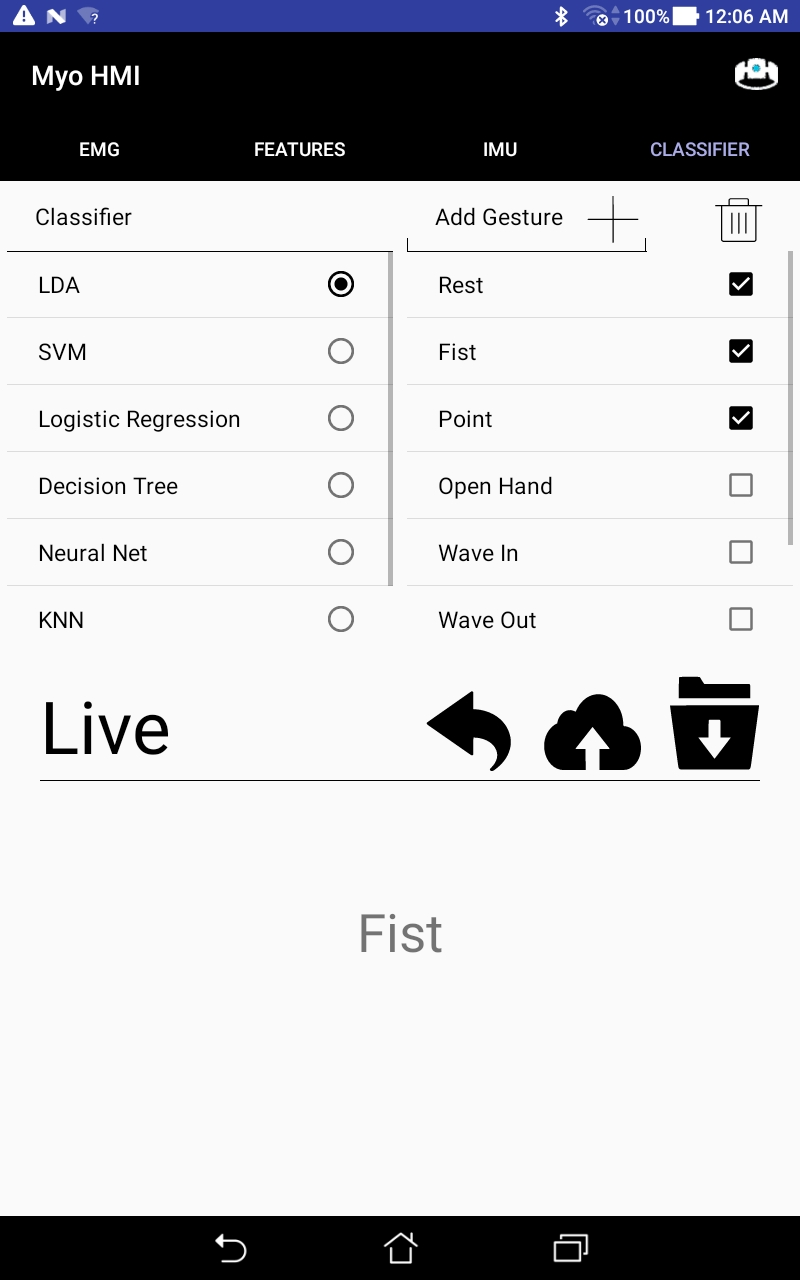 100% 12:06 AM
Myo HMI
EMG FEATURES IMU CLASSIFIER
Classifier Add Gesture
LDA Rest
SVM Fist
Logistic Regression Point
Decision Tree Open Hand
Neural Net Wave In
KNN Wave Out
Live
Fist